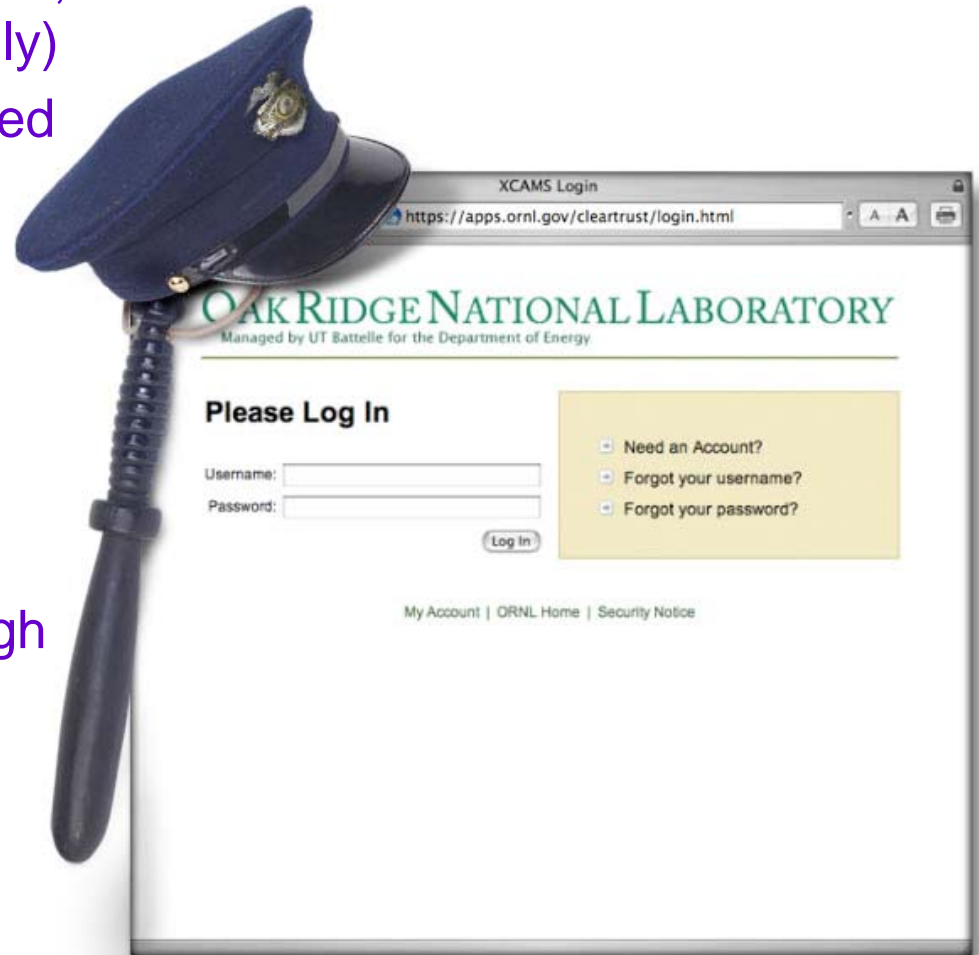 ly)
ed
XCAMS Login
https://apps.ornl.gov/cleartrust/login.html
A A
OAK RIDGE NATIONAL LABORATORY
Managed by UT Battelle for the Department of Energy
Please Log In
Need an Account?
Username:
Forgot your username?
Password:
Forgot your password?
Log In
My Account | ORNL Home | Security Notice
gh